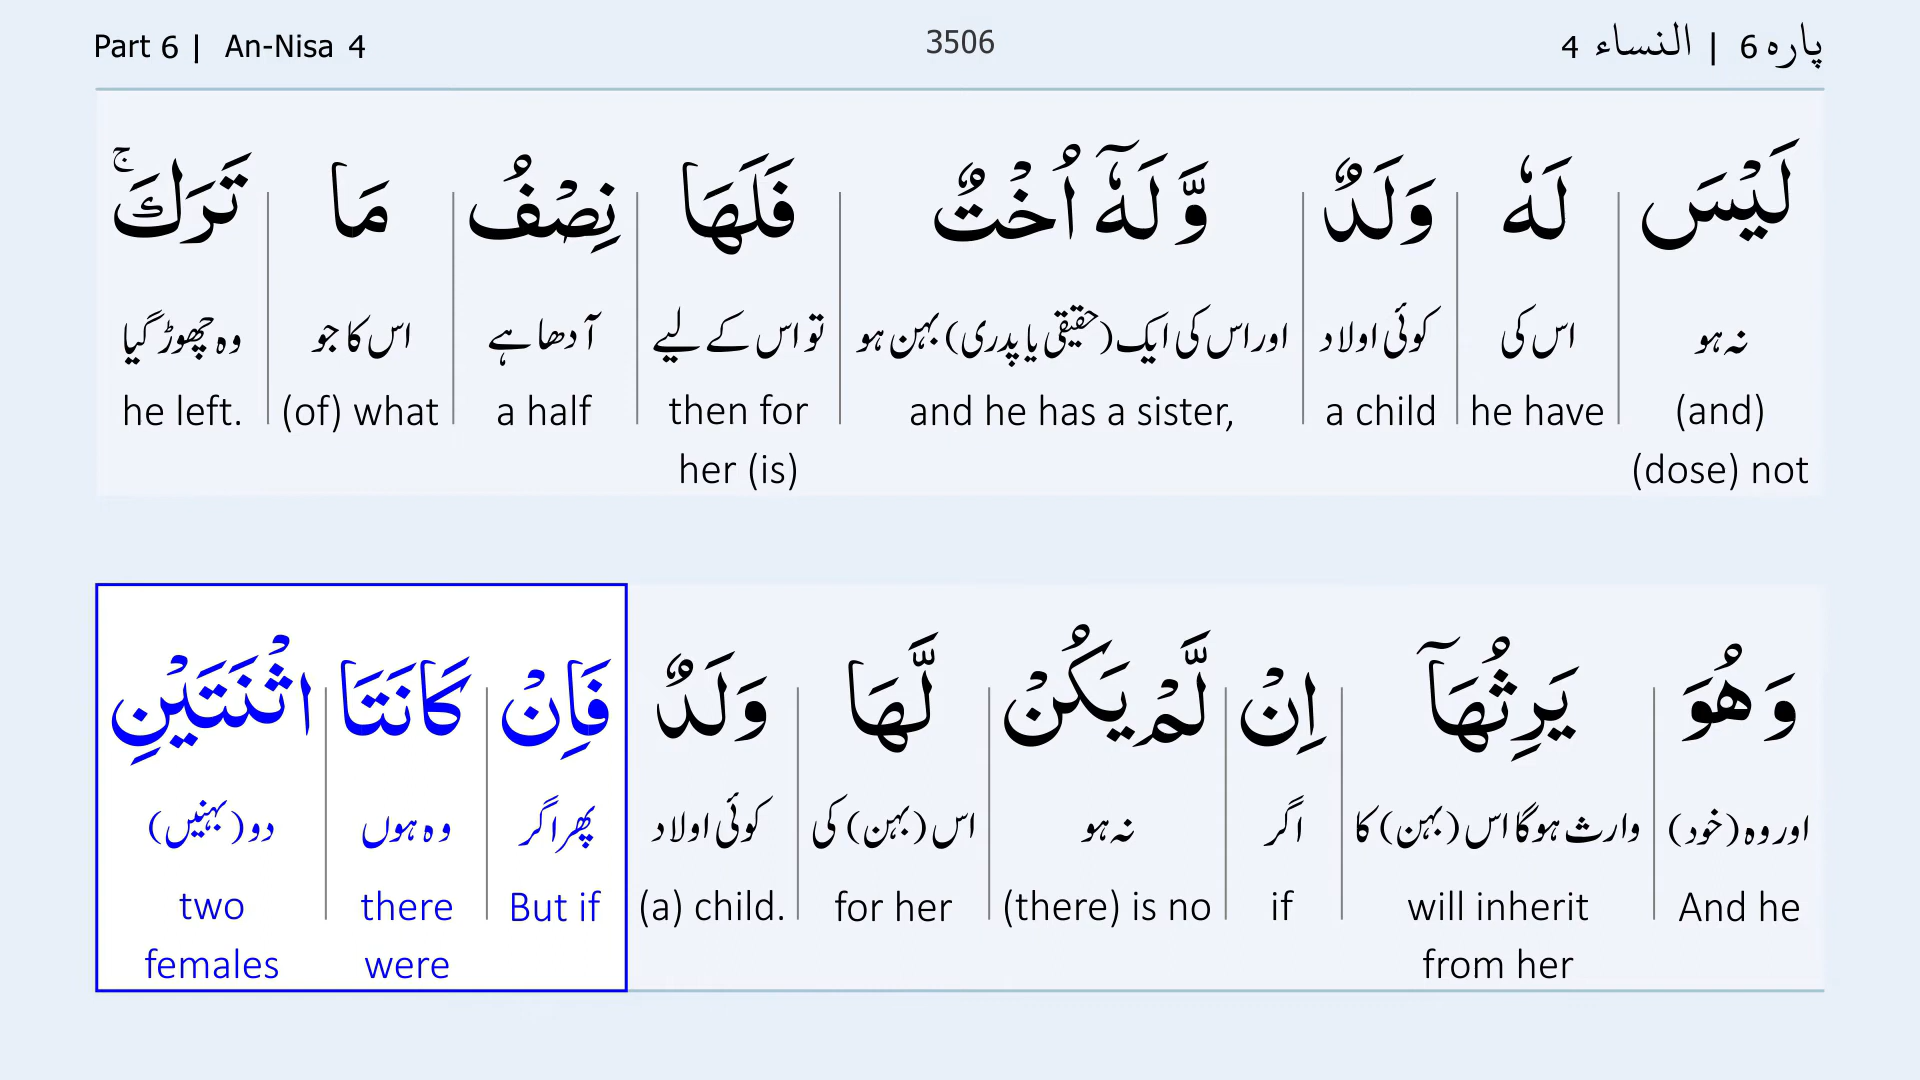 Part 6 | An-Nisa 4
3506
پارہ 6 | النساء 4
لَيْسَ لَهٗ وَلَدٌ وَّ لَهٗۤ اُخْتٌ فَلَهَا نِصْفُ مَا تَرَكَۚ
نہ ہو اس کی کوئی اولاد اور اس کی ایک (حقیقی یا پدری) بہن ہو تو اس کے لیے آدھا ہے اس کا جو وہ چھوڑ گیا
he left. (of) what a half then for and he has a sister, a child he have (and)
her (is) (dose) not
وَ هُوَ يَرِثُهَاۤ اِنْ لَّمْ يَكُنْ لَّهَا وَلَدٌ فَاِنْ كَانَتَا اثْنَتَيْنِ
اور وہ (خود) وارث ہوگا اس (بہن) کا اگر نہ ہو اس (بہن) کی کوئی اولاد پھر اگر وہ ہوں دو (بہنیں)
two there But if (a) child. for her (there) is no if will inherit And he
females were from her